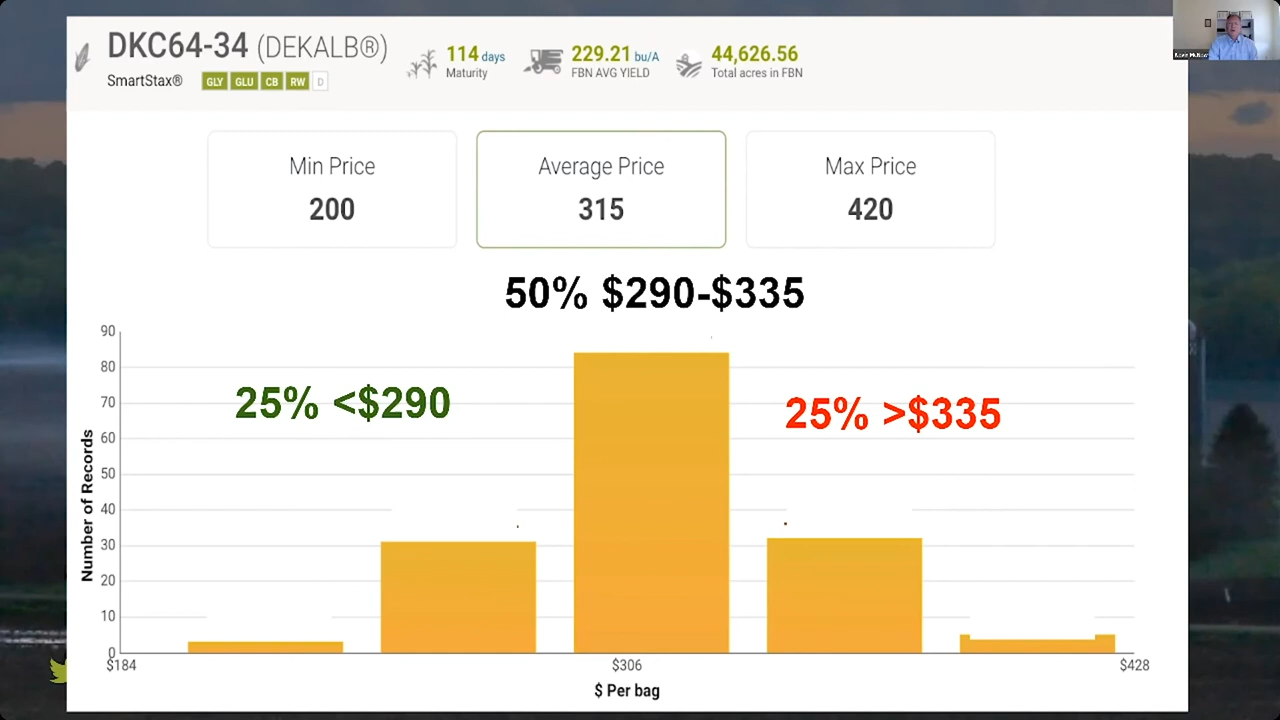 DKC64-34 (DEKALB®)
SmartStax®
GLY GLU CB RW D
114 days
Maturity
229.21 bu/A
FBN AVG YIELD
44,626.56
Total acres in FBN
Min Price
200
Average Price
315
Max Price
420
50% $290-$335
25% <$290
25% >$335
90
80
70
60
50
40
30
20
10
0
Number of Records
$184
$306
$428
$ Per bag